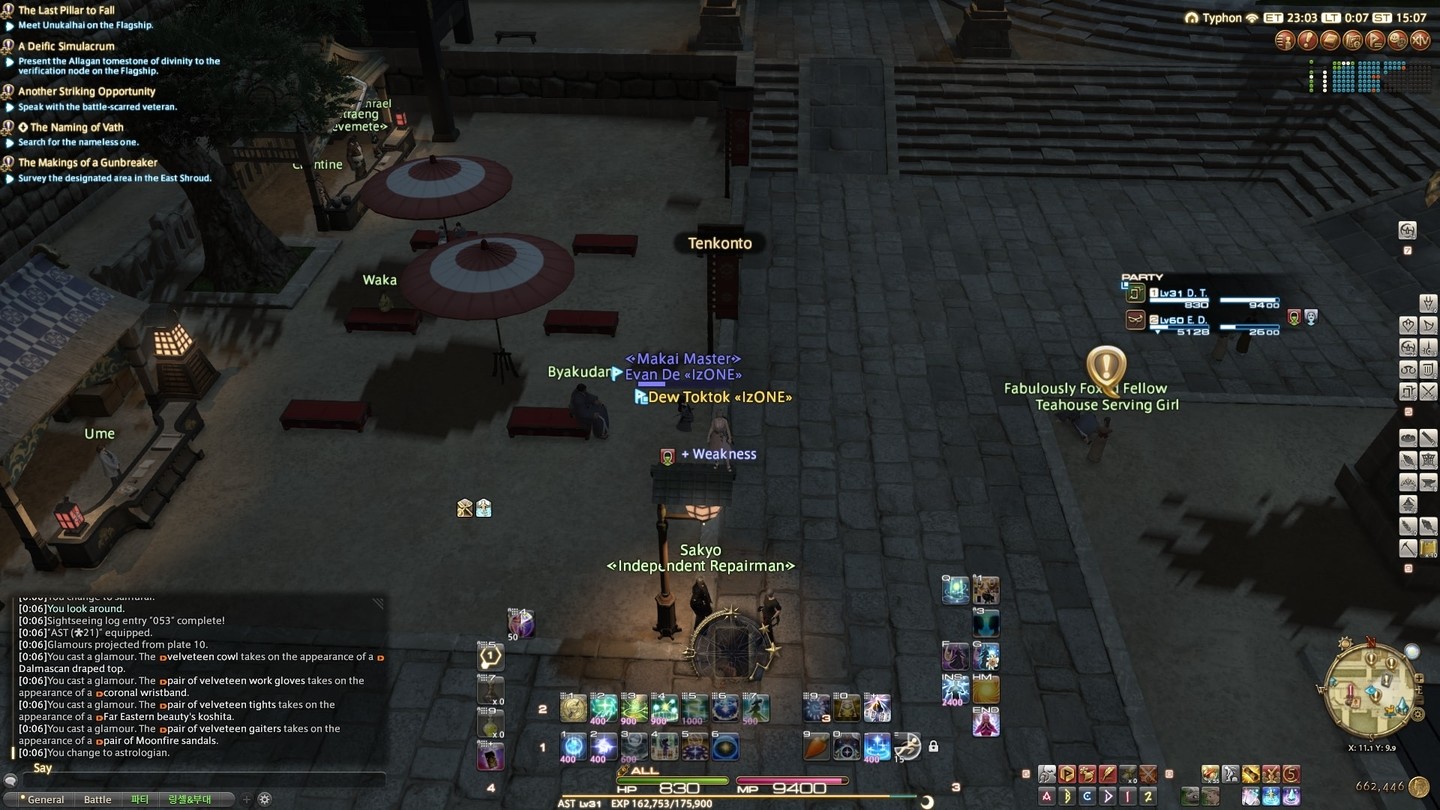 The Last Pillar to Fall
Meet Unukalhai on the Flagship.
A Deific Simulacrum
Present the Allagan tomestone of divinity to the
verification node on the Flagship.
Another Striking Opportunity
Speak with the battle-scarred veteran.
The Naming of Vath
Search for the nameless one.
The Makings of a Gunbreaker
Survey the designated area in the East Shroud.
Typhon ET 23:03 LT 0:07 ST 15:07
Tenkonto
Waka
PARTY
1 Lv31 D. T.
830 9400
2 Lv60 E. D.
5128 2600
«Makai Master»
Byakudan
Evan De «IzONE»
Dew Toktok «IzONE»
Fellow
Teahouse Serving Girl
Ume
+ Weakness
Sakyo
«Independent Repairman»
[0:06]You look around.
[0:06]Sightseeing log entry "053" complete!
[0:06]"AST (★21)" equipped.
[0:06]Glamours projected from plate 10.
[0:06]You cast a glamour. The velveteen cowl takes on the appearance of a
Dalmascan draped top.
[0:06]You cast a glamour. The pair of velveteen work gloves takes on the
appearance of a coronal wristband.
[0:06]You cast a glamour. The pair of velveteen tights takes on the
appearance of a Far Eastern beauty's koshita.
[0:06]You cast a glamour. The pair of velveteen gaiters takes on the
appearance of a pair of Moonfire sandals.
[0:06]You change to astrologian.
Say
General Battle 파티 링셸&부대
ALL
HP 830 MP 9400
AST Lv31 EXP 162,753/175,900
X: 11.1 Y: 9.9
662,446